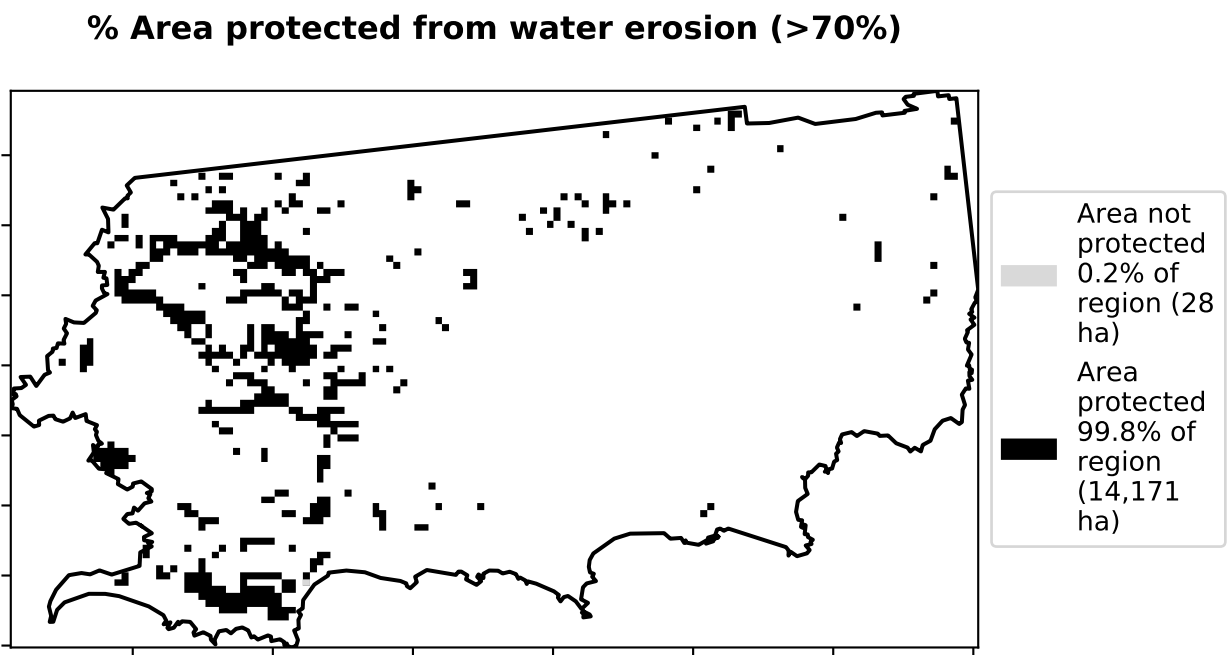 % Area protected from water erosion (>70%)
Area not
protected
0.2% of
region (28
ha)
Area
protected
99.8% of
region
(14,171
ha)